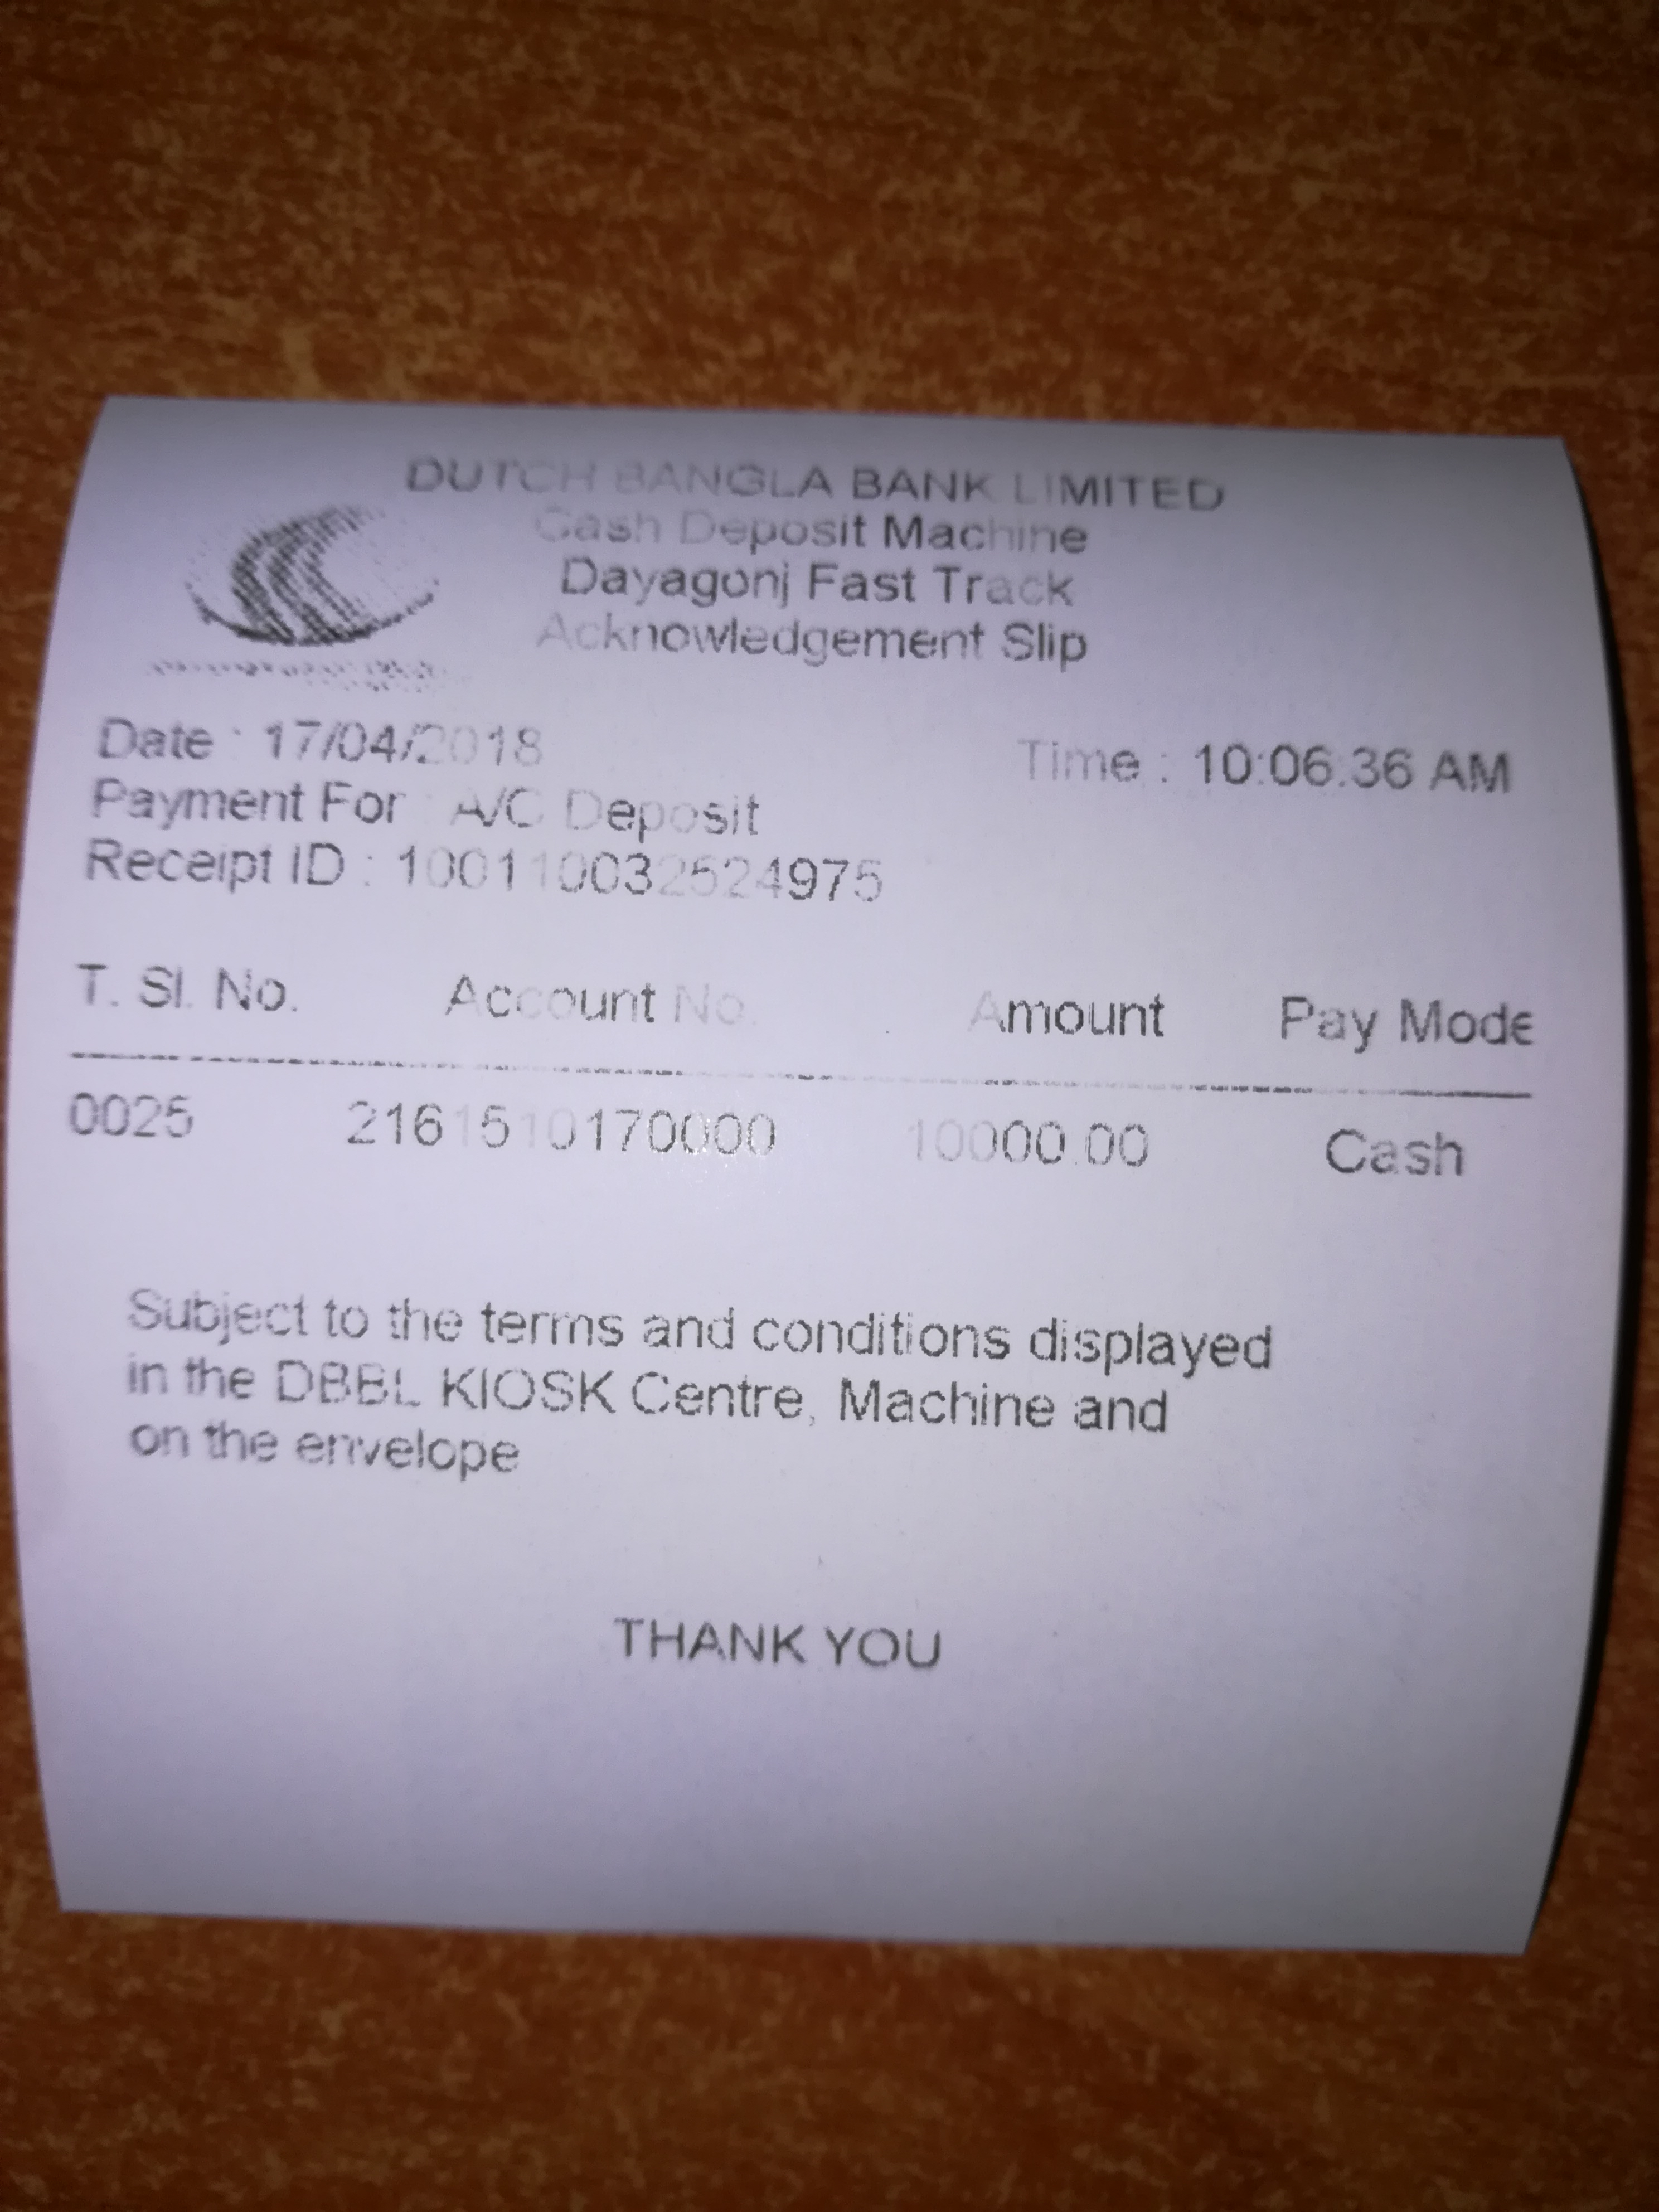 DUTCH BANGLA BANK LIMITED
Cash Deposit Machine
Dayagonj Fast Track
Acknowledgement Slip
Date : 17/04/2018 Time : 10:06:36 AM
Payment For : A/C Deposit
Receipt ID : 100110032524975
T. Sl. No. Account No. Amount Pay Mode
0025 2161510170000 10000.00 Cash
Subject to the terms and conditions displayed
in the DBBL KIOSK Centre, Machine and
on the envelope
THANK YOU